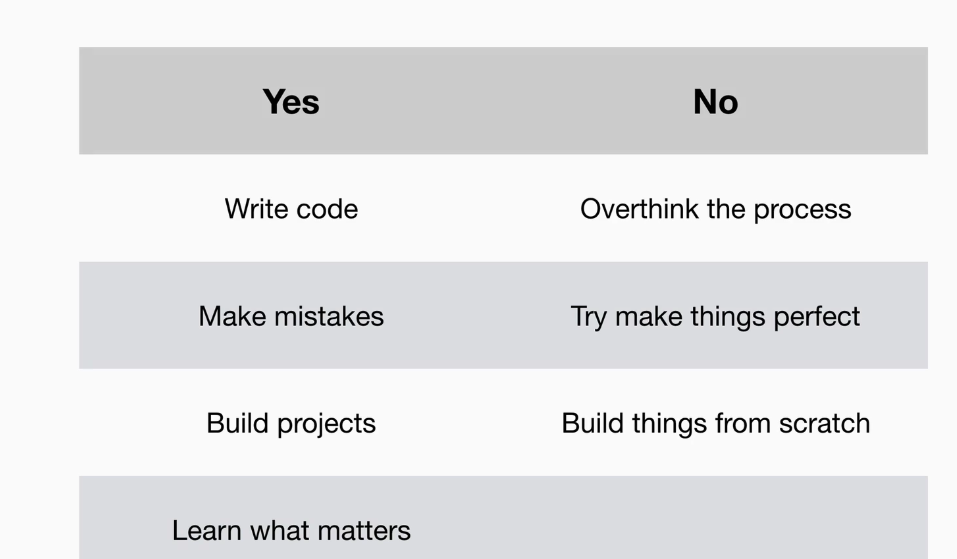 Yes No
Write code Overthink the process
Make mistakes Try make things perfect
Build projects Build things from scratch
Learn what matters